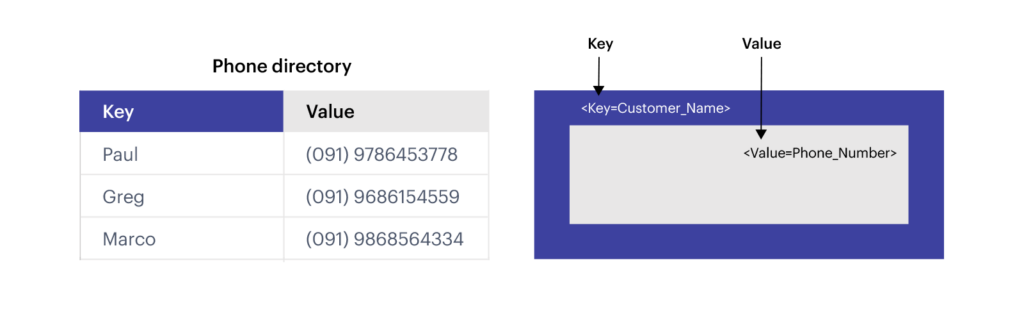 Phone directory
Key Value
Paul (091) 9786453778
Greg (091) 9686154559
Marco (091) 9868564334
Key Value
<Key=Customer_Name>
<Value=Phone_Number>